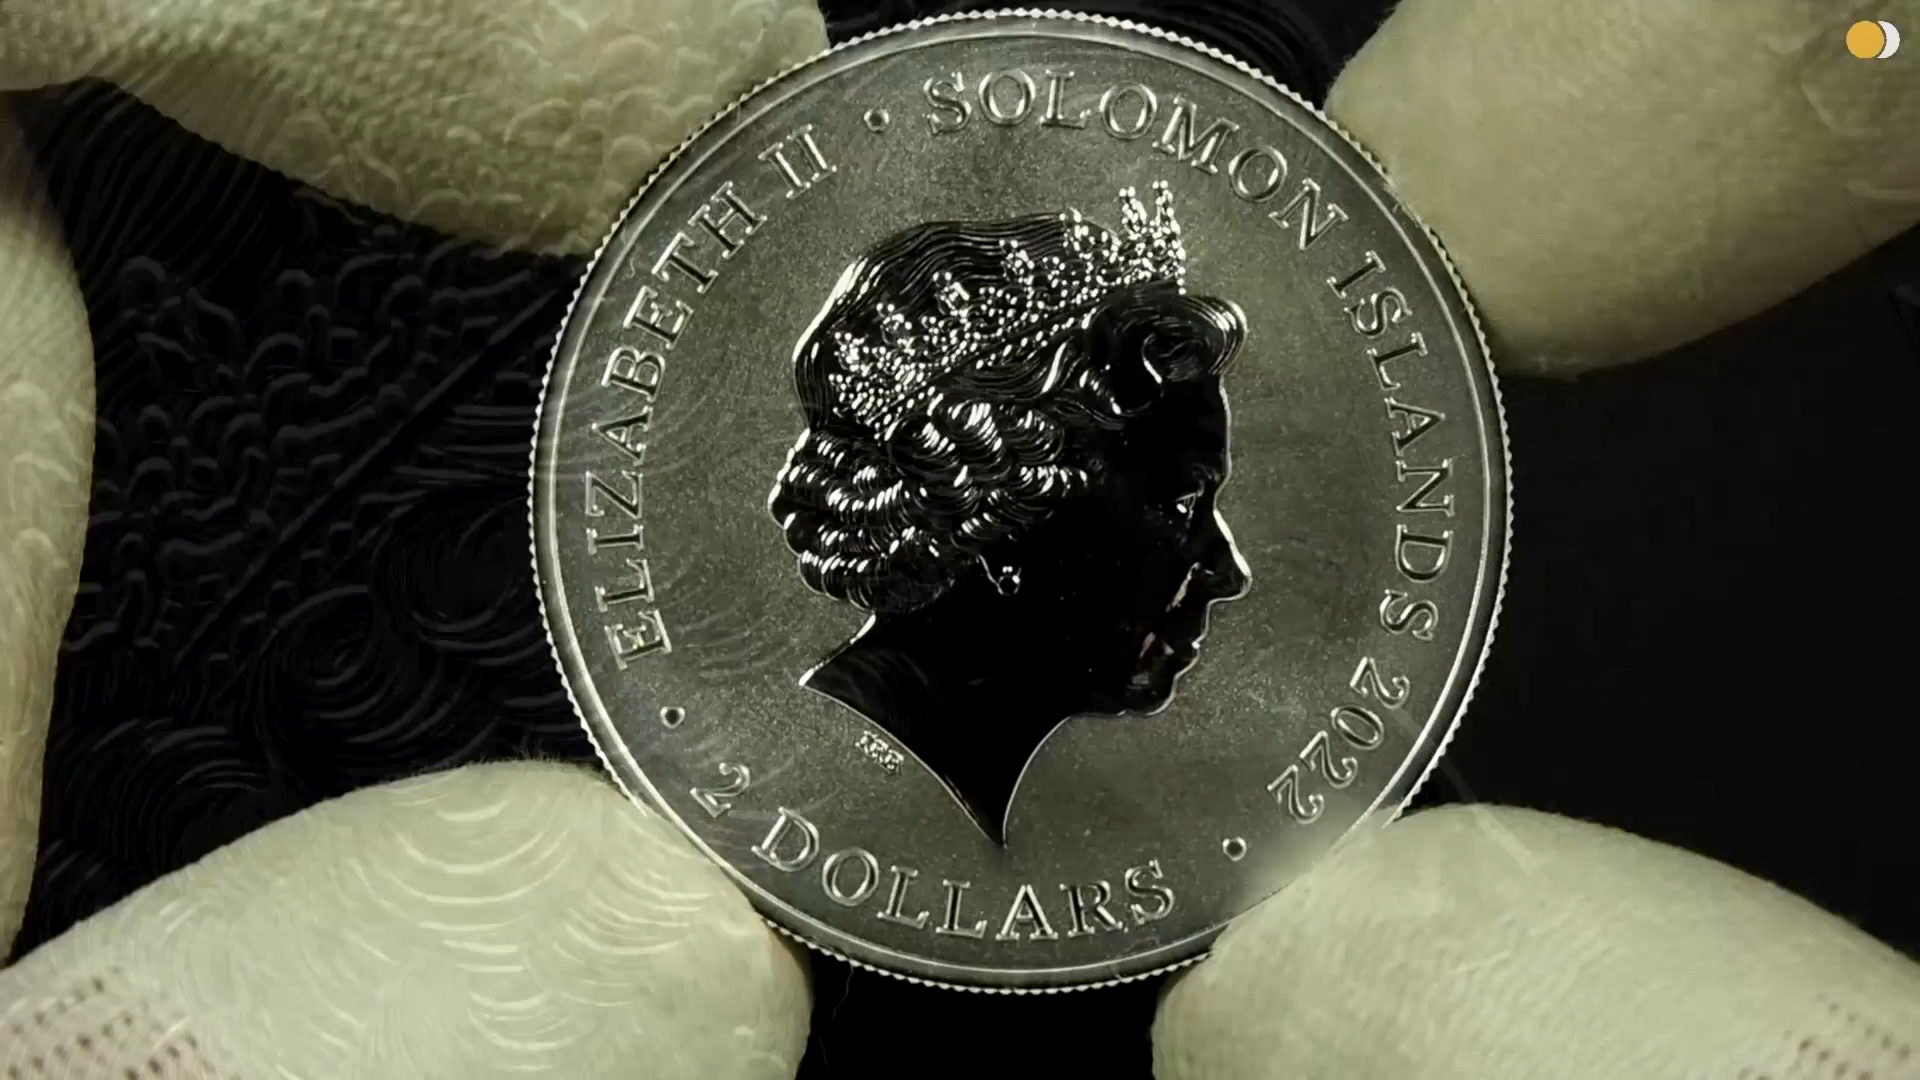 ELIZABETH II • SOLOMON ISLANDS 2022 • 2 DOLLARS •